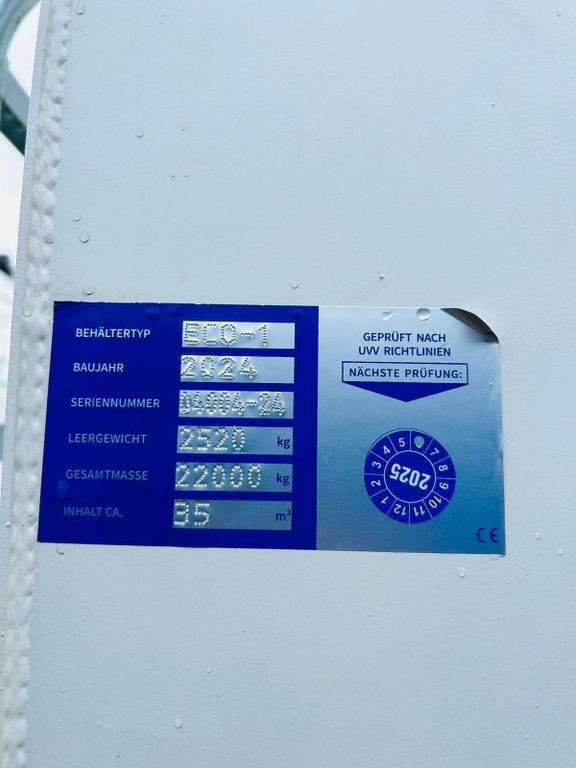 BEHÄLTERTYP ECO-1
BAUJAHR 2024
SERIENNUMMER 04004-24
LEERGEWICHT 2520 kg
GESAMTMASSE 22000 kg
INHALT CA. 35 m³
GEPRÜFT NACH
UVV RICHTLINIEN
NÄCHSTE PRÜFUNG:
1 2 3 4 5 7 8 9 10 11 12
2025
CE